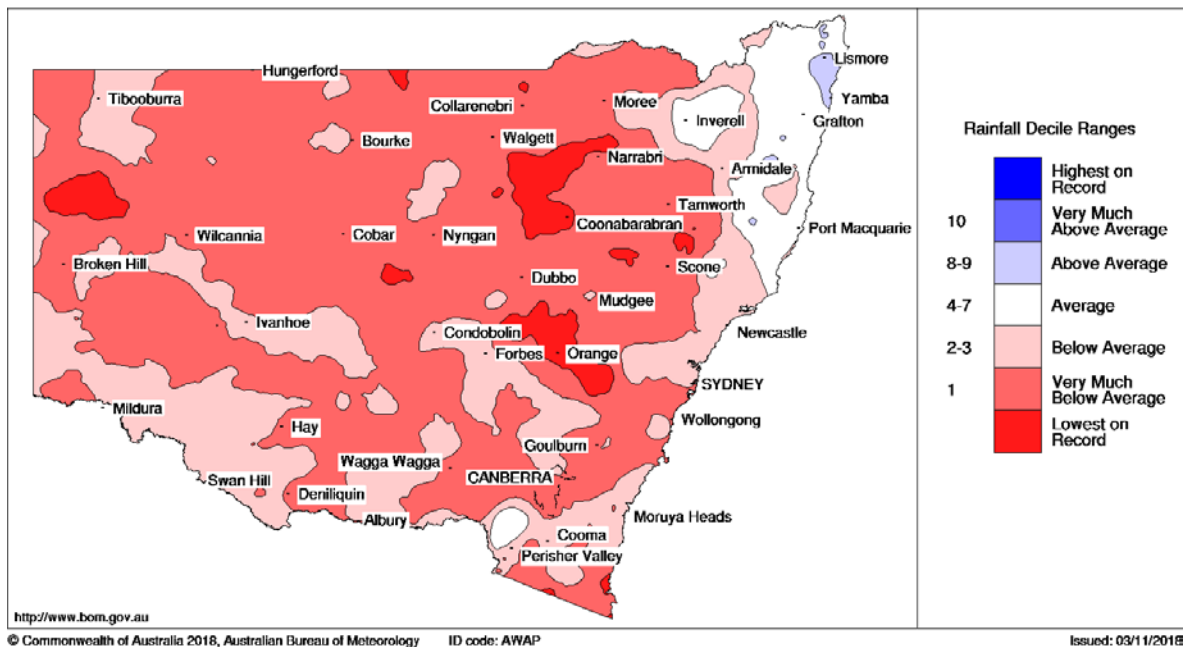 Lismore
Hungerford
Tibooburra
Yamba
Collarenebri
Moree
Grafton
Inverell
Walgett
Bourke
Narrabri
Armidale
Tamworth
Coonabarabran
Port Macquarie
Wilcannia
Cobar
Nyngan
Broken Hill
Scone
Dubbo
Mudgee
Ivanhoe
Newcastle
Condobolin
Forbes
Orange
SYDNEY
Mildura
Wollongong
Hay
Goulburn
Wagga Wagga
CANBERRA
Swan Hill
Deniliquin
Albury
Moruya Heads
Cooma
Perisher Valley
Rainfall Decile Ranges
Highest on
Record
10 Very Much
Above Average
8-9 Above Average
4-7 Average
2-3 Below Average
1 Very Much
Below Average
Lowest on
Record
http://www.bom.gov.au
© Commonwealth of Australia 2018, Australian Bureau of Meteorology ID code: AWAP Issued: 03/11/2018